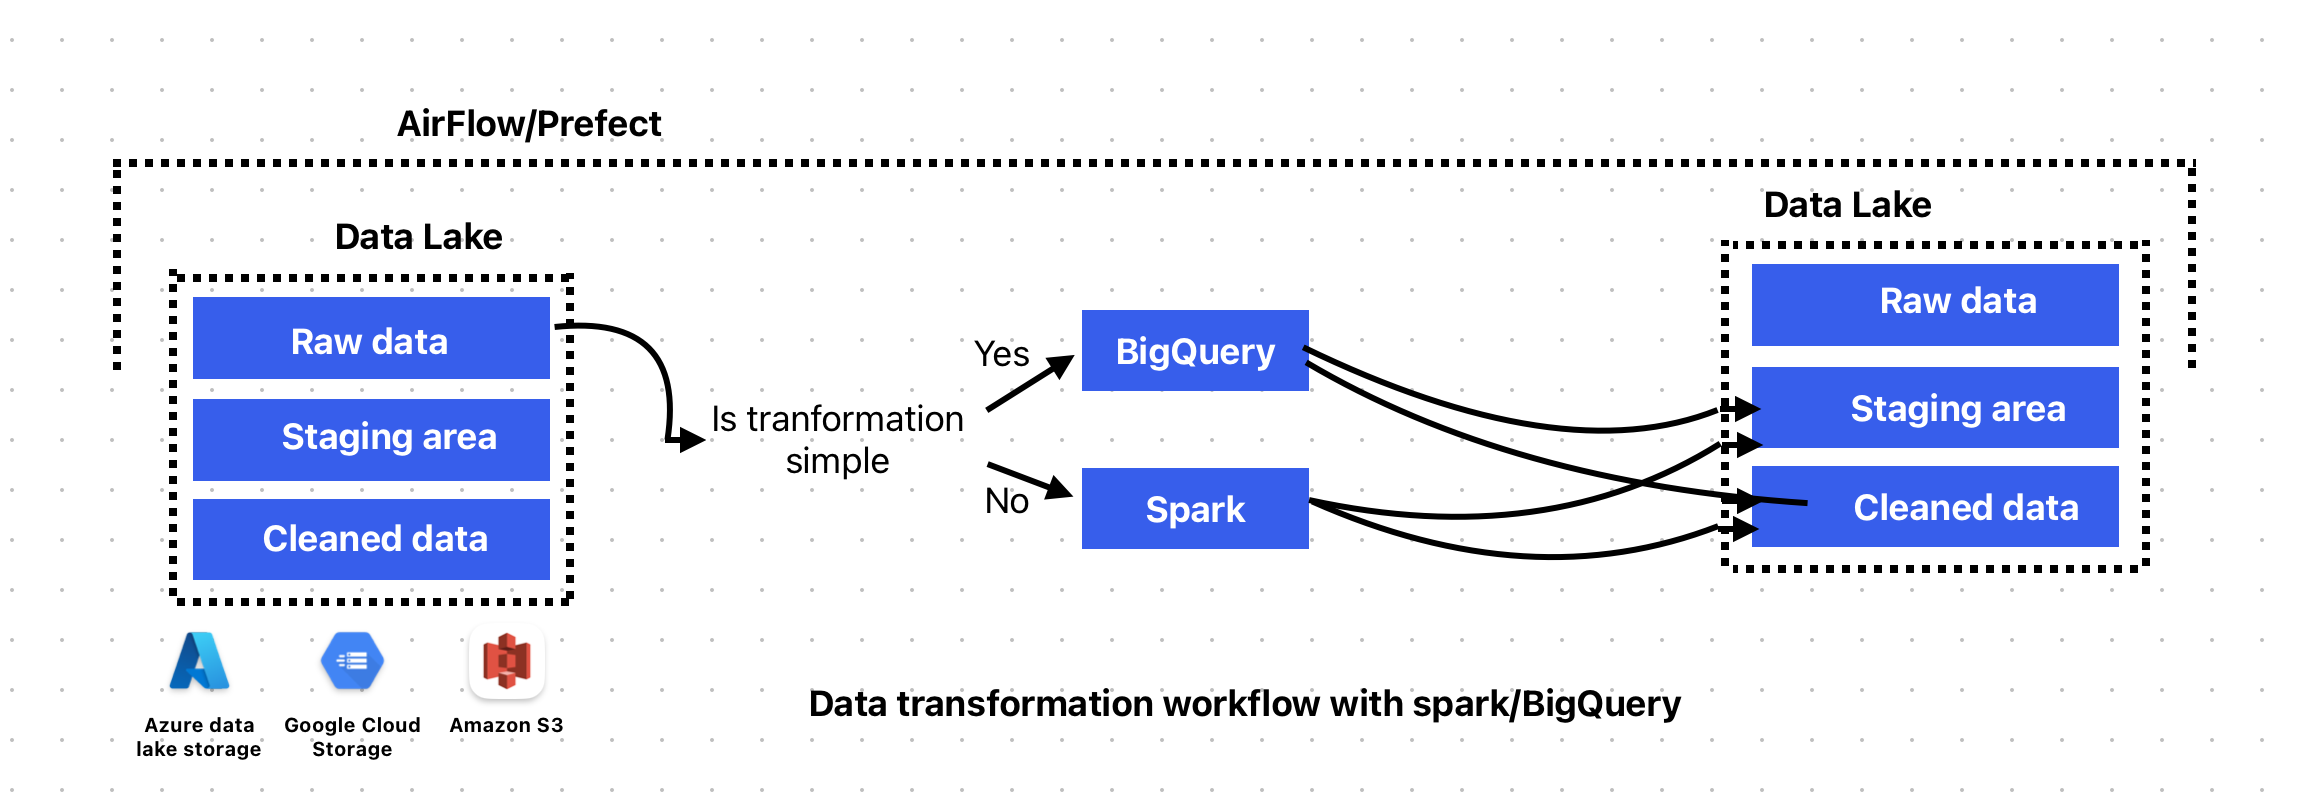 AirFlow/Prefect
Data Lake
Raw data
Staging area
Cleaned data
Azure data
lake storage
Google Cloud
Storage
Amazon S3
Is tranformation
simple
Yes
No
BigQuery
Spark
Data Lake
Raw data
Staging area
Cleaned data
Data transformation workflow with spark/BigQuery